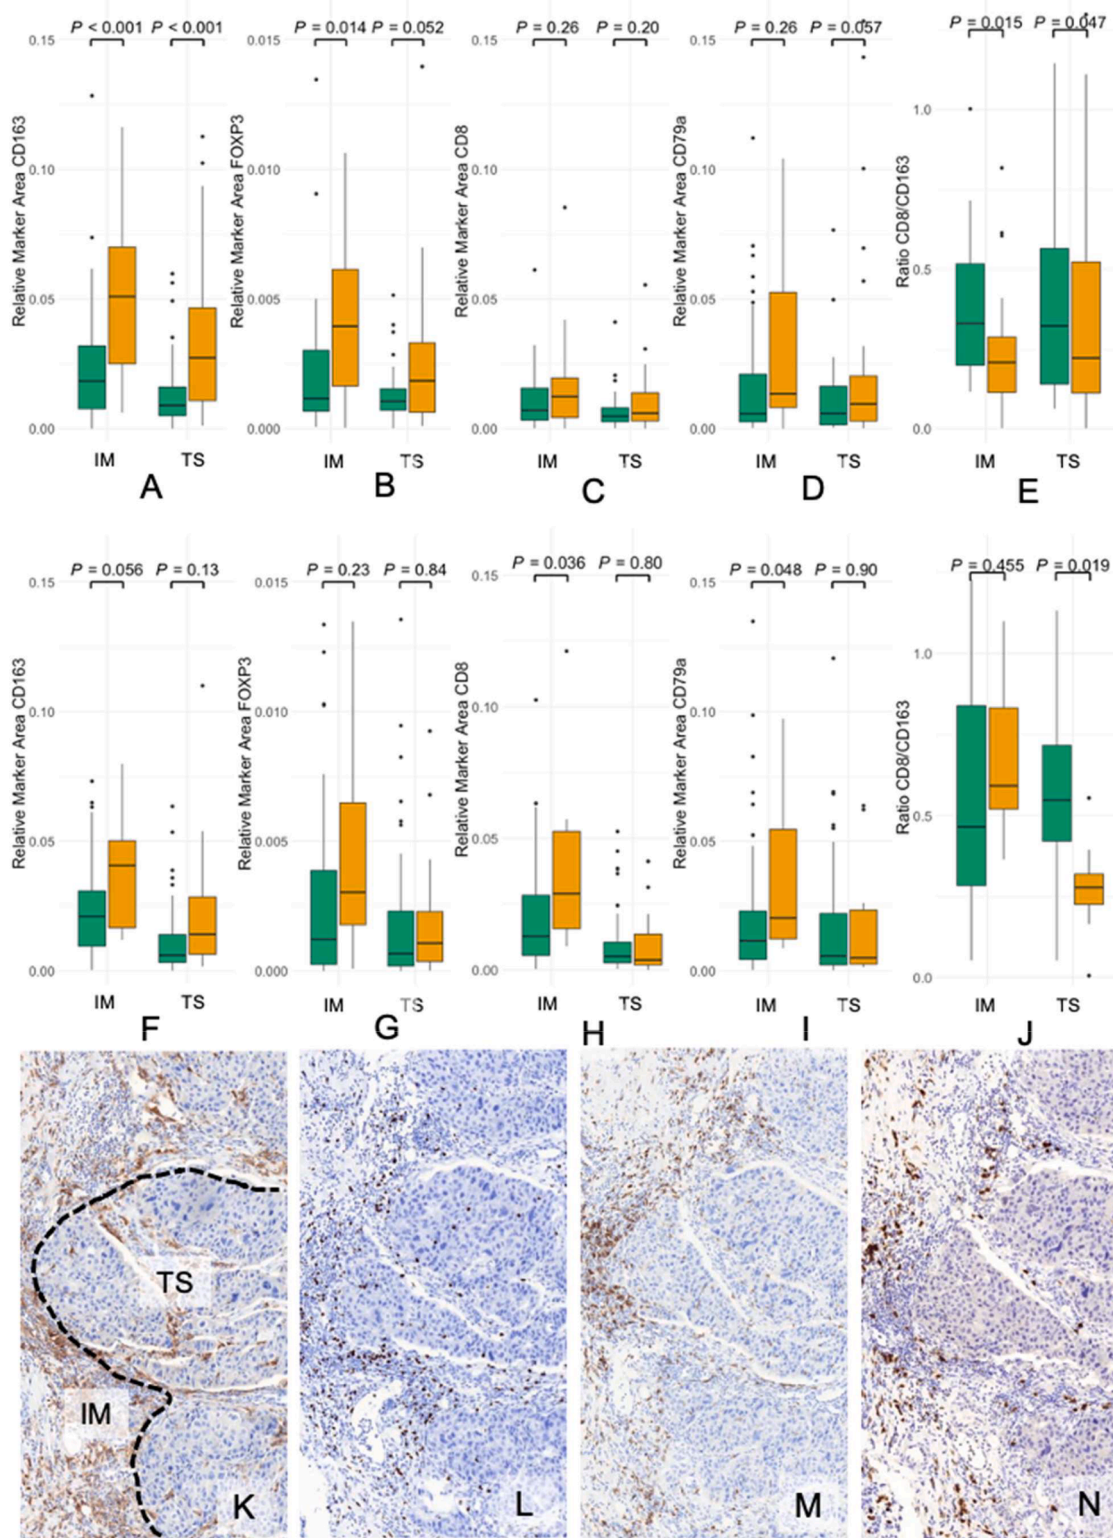 P < 0.001 P < 0.001
0.15
0.10
0.05
0.00
Relative Marker Area CD163
IM TS
A
P = 0.014 P = 0.052
0.015
0.010
0.005
0.000
Relative Marker Area FOXP3
IM TS
B
P = 0.26 P = 0.20
0.15
0.10
0.05
0.00
Relative Marker Area CD8
IM TS
C
P = 0.26 P = 0.057
0.15
0.10
0.05
0.00
Relative Marker Area CD79a
IM TS
D
P = 0.015 P = 0.047
1.0
0.5
0.0
Ratio CD8/CD163
IM TS
E
P = 0.056 P = 0.13
0.15
0.10
0.05
0.00
Relative Marker Area CD163
IM TS
F
P = 0.23 P = 0.84
0.015
0.010
0.005
0.000
Relative Marker Area FOXP3
IM TS
G
P = 0.036 P = 0.80
0.15
0.10
0.05
0.00
Relative Marker Area CD8
IM TS
H
P = 0.048 P = 0.90
0.15
0.10
0.05
0.00
Relative Marker Area CD79a
IM TS
I
P = 0.455 P = 0.019
1.0
0.5
0.0
Ratio CD8/CD163
IM TS
J
TS
IM
K
L
M
N